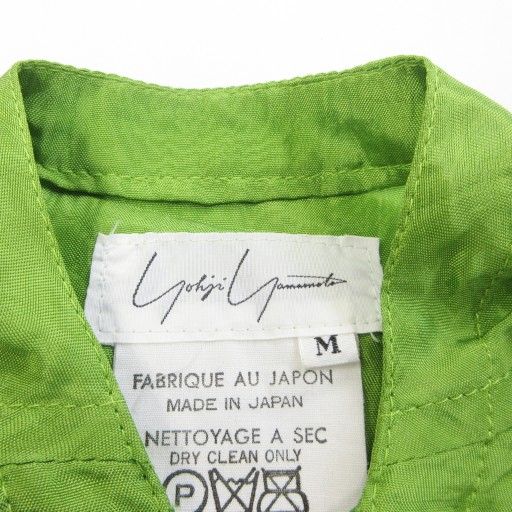 Yohji Yamamoto
M
FABRIQUE AU JAPON
MADE IN JAPAN
NETTOYAGE A SEC
DRY CLEAN ONLY
P